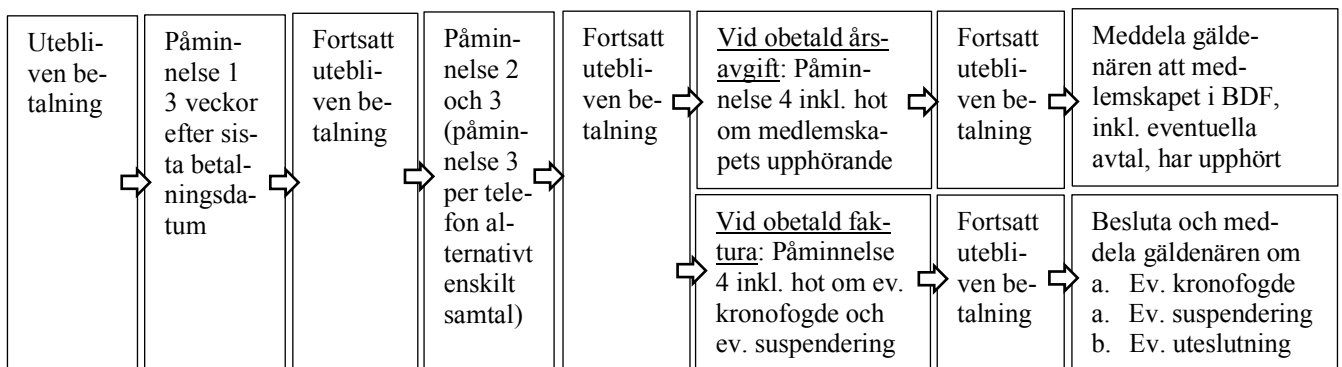 Utebli-
ven be-
talning
Påmin-
nelse 1
3 veckor
efter sis-
ta betal-
ningsda-
tum
Fortsatt
utebli-
ven be-
talning
Påmin-
nelse 2
och 3
(påmin-
nelse 3
per tele-
fon al-
ternativt
enskilt
samtal)
Fortsatt
utebli-
ven be-
talning
Vid obetald års-
avgift: Påmin-
nelse 4 inkl. hot
om medlemska-
pets upphörande
Fortsatt
utebli-
ven be-
talning
Meddela gälde-
nären att med-
lemskapet i BDF,
inkl. eventuella
avtal, har upphört
Vid obetald fak-
tura: Påminnelse
4 inkl. hot om ev.
kronofogde och
ev. suspendering
Fortsatt
utebli-
ven be-
talning
Besluta och med-
dela gäldenären om
a. Ev. kronofogde
a. Ev. suspendering
b. Ev. uteslutning